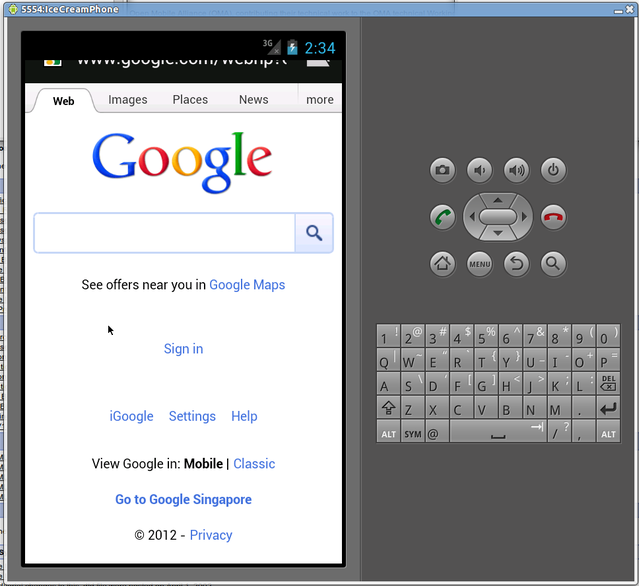 5554:IceCreamPhone
3G 2:34
www.google.com/webhp?
Web Images Places News more
Google
See offers near you in Google Maps
Sign in
iGoogle Settings Help
View Google in: Mobile | Classic
Go to Google Singapore
© 2012 - Privacy
MENU
1 ! 2 @ 3 # 4 $ 5 % 6 ^ 7 & 8 * 9 ( 0 )
Q | W ~ E “ R ` T { Y } U _ I - O + P =
A S \ D ' F [ G ] H < J > K ; L : DEL
Z X C V B N M .
ALT SYM @ / ? , ALT